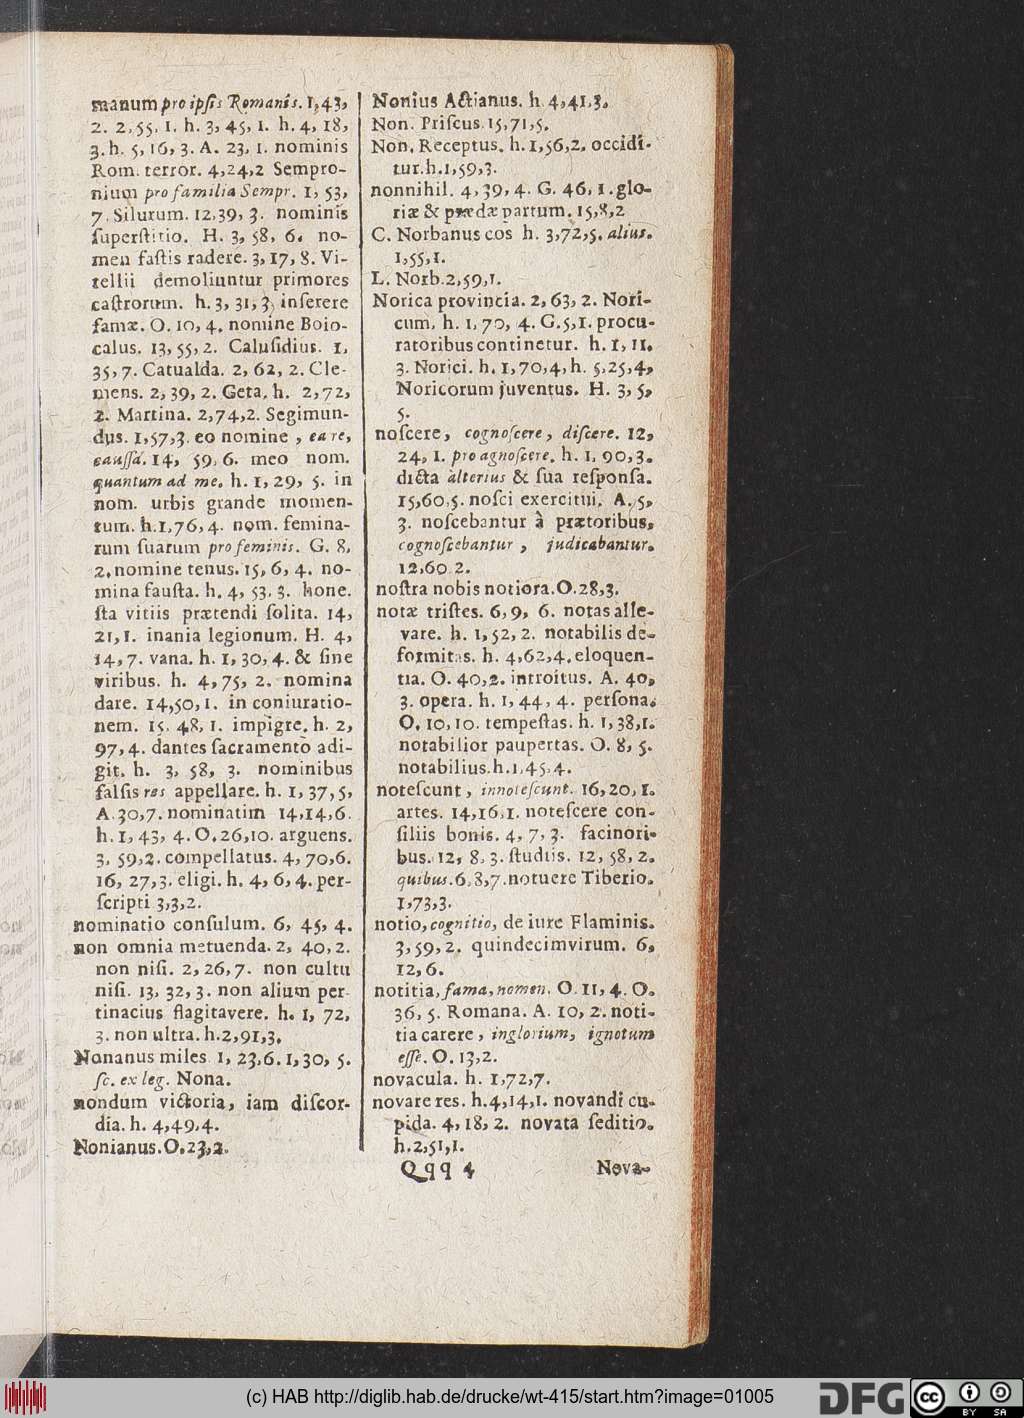 manum pro ipſis Romanis. 1, 43,
2. 2, 55, 1. h. 3, 45, 1. h. 4, 18,
3. h. 5, 16, 3. A. 23, 1. nominis
Rom. terror. 4,24,2 Sempro-
nium pro familia Sempr. 1, 53,
7. Silurum. 12,39, 3. nominis
ſuperſtitio. H. 3, 58, 6. no-
men faſtis radere. 3, 17, 8. Vi-
tellii demoliuntur primores
caſtrorum. h. 3, 31, 3, inſerere
famæ. O. 10, 4. nomine Boio-
calus. 13, 55, 2. Caluſidius. 1,
35, 7. Catualda. 2, 62, 2. Cle-
mens. 2, 39, 2. Geta. h. 2, 72,
2. Martina. 2,74,2. Segimun-
dus. 1,57,3. eo nomine, ea re,
cauſſa. 14, 59, 6. meo nom.
quantum ad me. h. 1, 29, 5. in
nom. urbis grande momen-
tum. h.1,76,4. nom. femina-
rum ſuarum pro feminis. G. 8,
2. nomine tenus. 15, 6, 4. no-
mina fauſta. h. 4, 53, 3. hone-
ſta vitiis prætendi ſolita. 14,
21,1. inania legionum. H. 4,
14, 7. vana. h. 1, 30, 4. & ſine
viribus. h. 4, 75, 2. nomina
dare. 14,50,1. in coniuratio-
nem. 15. 48, 1. impigre. h. 2,
97, 4. dantes ſacramento adi-
git. h. 3, 58, 3. nominibus
falſis res appellare. h. 1, 37, 5,
A. 30,7. nominatim 14,14,6.
h. 1, 43, 4. O. 26,10. arguens.
3, 59,2. compellatus. 4, 70,6.
16, 27, 3. eligi. h. 4, 6, 4. per-
ſcripti 3,3,2.
nominatio conſulum. 6, 45, 4.
non omnia metuenda. 2, 40, 2.
non niſi. 2, 26, 7. non cultu
niſi. 13, 32, 3. non alium per-
tinacius flagitavere. h. 1, 72,
3. non ultra. h.2,91,3.
Nonanus miles 1, 23,6. 1, 30, 5.
ſc. ex leg. Nona.
nondum victoria, iam diſcor-
dia. h. 4,49,4.
Nonianus. O. 23,2.
Nonius Actianus. h. 4,41,3.
Non. Priſcus. 15,71,5.
Non. Receptus. h. 1,56,2. occidi-
tur. h.1,59,3.
nonnihil. 4, 39, 4. G. 46, 1. glo-
riæ & prædæ partum. 15,8,2
C. Norbanus cos h. 3,72,5. alius.
1,55,1.
L. Norb. 2,59,1.
Norica provincia. 2, 63, 2. Nori-
cum. h. 1, 70, 4. G. 5, 1. procu-
ratoribus continetur. h. 1, 11,
3. Norici. h. 1, 70, 4, h. 5,25,4,
Noricorum juventus. H. 3, 5,
5.
noſcere, cognoſcere, diſcere. 12,
24, 1. pro agnoſcere. h. 1, 90, 3.
dicta alterius & ſua reſponſa.
15,60,5. noſci exercitui. A. 5,
3. noſcebantur à prætoribus,
cognoſcebantur, judicabantur.
12,60 2.
noſtra nobis notiora. O.28,3.
notæ triſtes. 6, 9, 6. notas alle-
vare. h. 1, 52, 2. notabilis de-
formitas. h. 4,62,4. eloquen-
tia. O. 40,2. introitus. A. 40,
3. opera. h. 1, 44, 4. perſona.
O. 10, 10. tempeſtas. h. 1, 38,1.
notabilior paupertas. O. 8, 5.
notabilius. h.1,45,4.
noteſcunt, innoteſcunt. 16, 20, 1.
artes. 14,16,1. noteſcere con-
ſiliis bonis. 4, 7, 3. facinori-
bus. 12, 8, 3. ſtudiis. 12, 58, 2.
quibus. 6,8,7. notuere Tiberio.
1,73,3.
notio, cognitio, de iure Flaminis.
3, 59, 2. quindecimvirum. 6,
12, 6.
notitia, fama, nomen. O. 11, 4. O.
36, 5. Romana. A. 10, 2. noti-
tia carere, inglorium, ignotum
eſſe. O. 13,2.
novacula. h. 1,72,7.
novare res. h. 4,14,1. novandi cu-
pida. 4, 18, 2. novata ſeditio.
h.2,51,1.
Qqq 4 Nova-
(c) HAB http://diglib.hab.de/drucke/wt-415/start.htm?image=01005
DFG
cc
BY SA